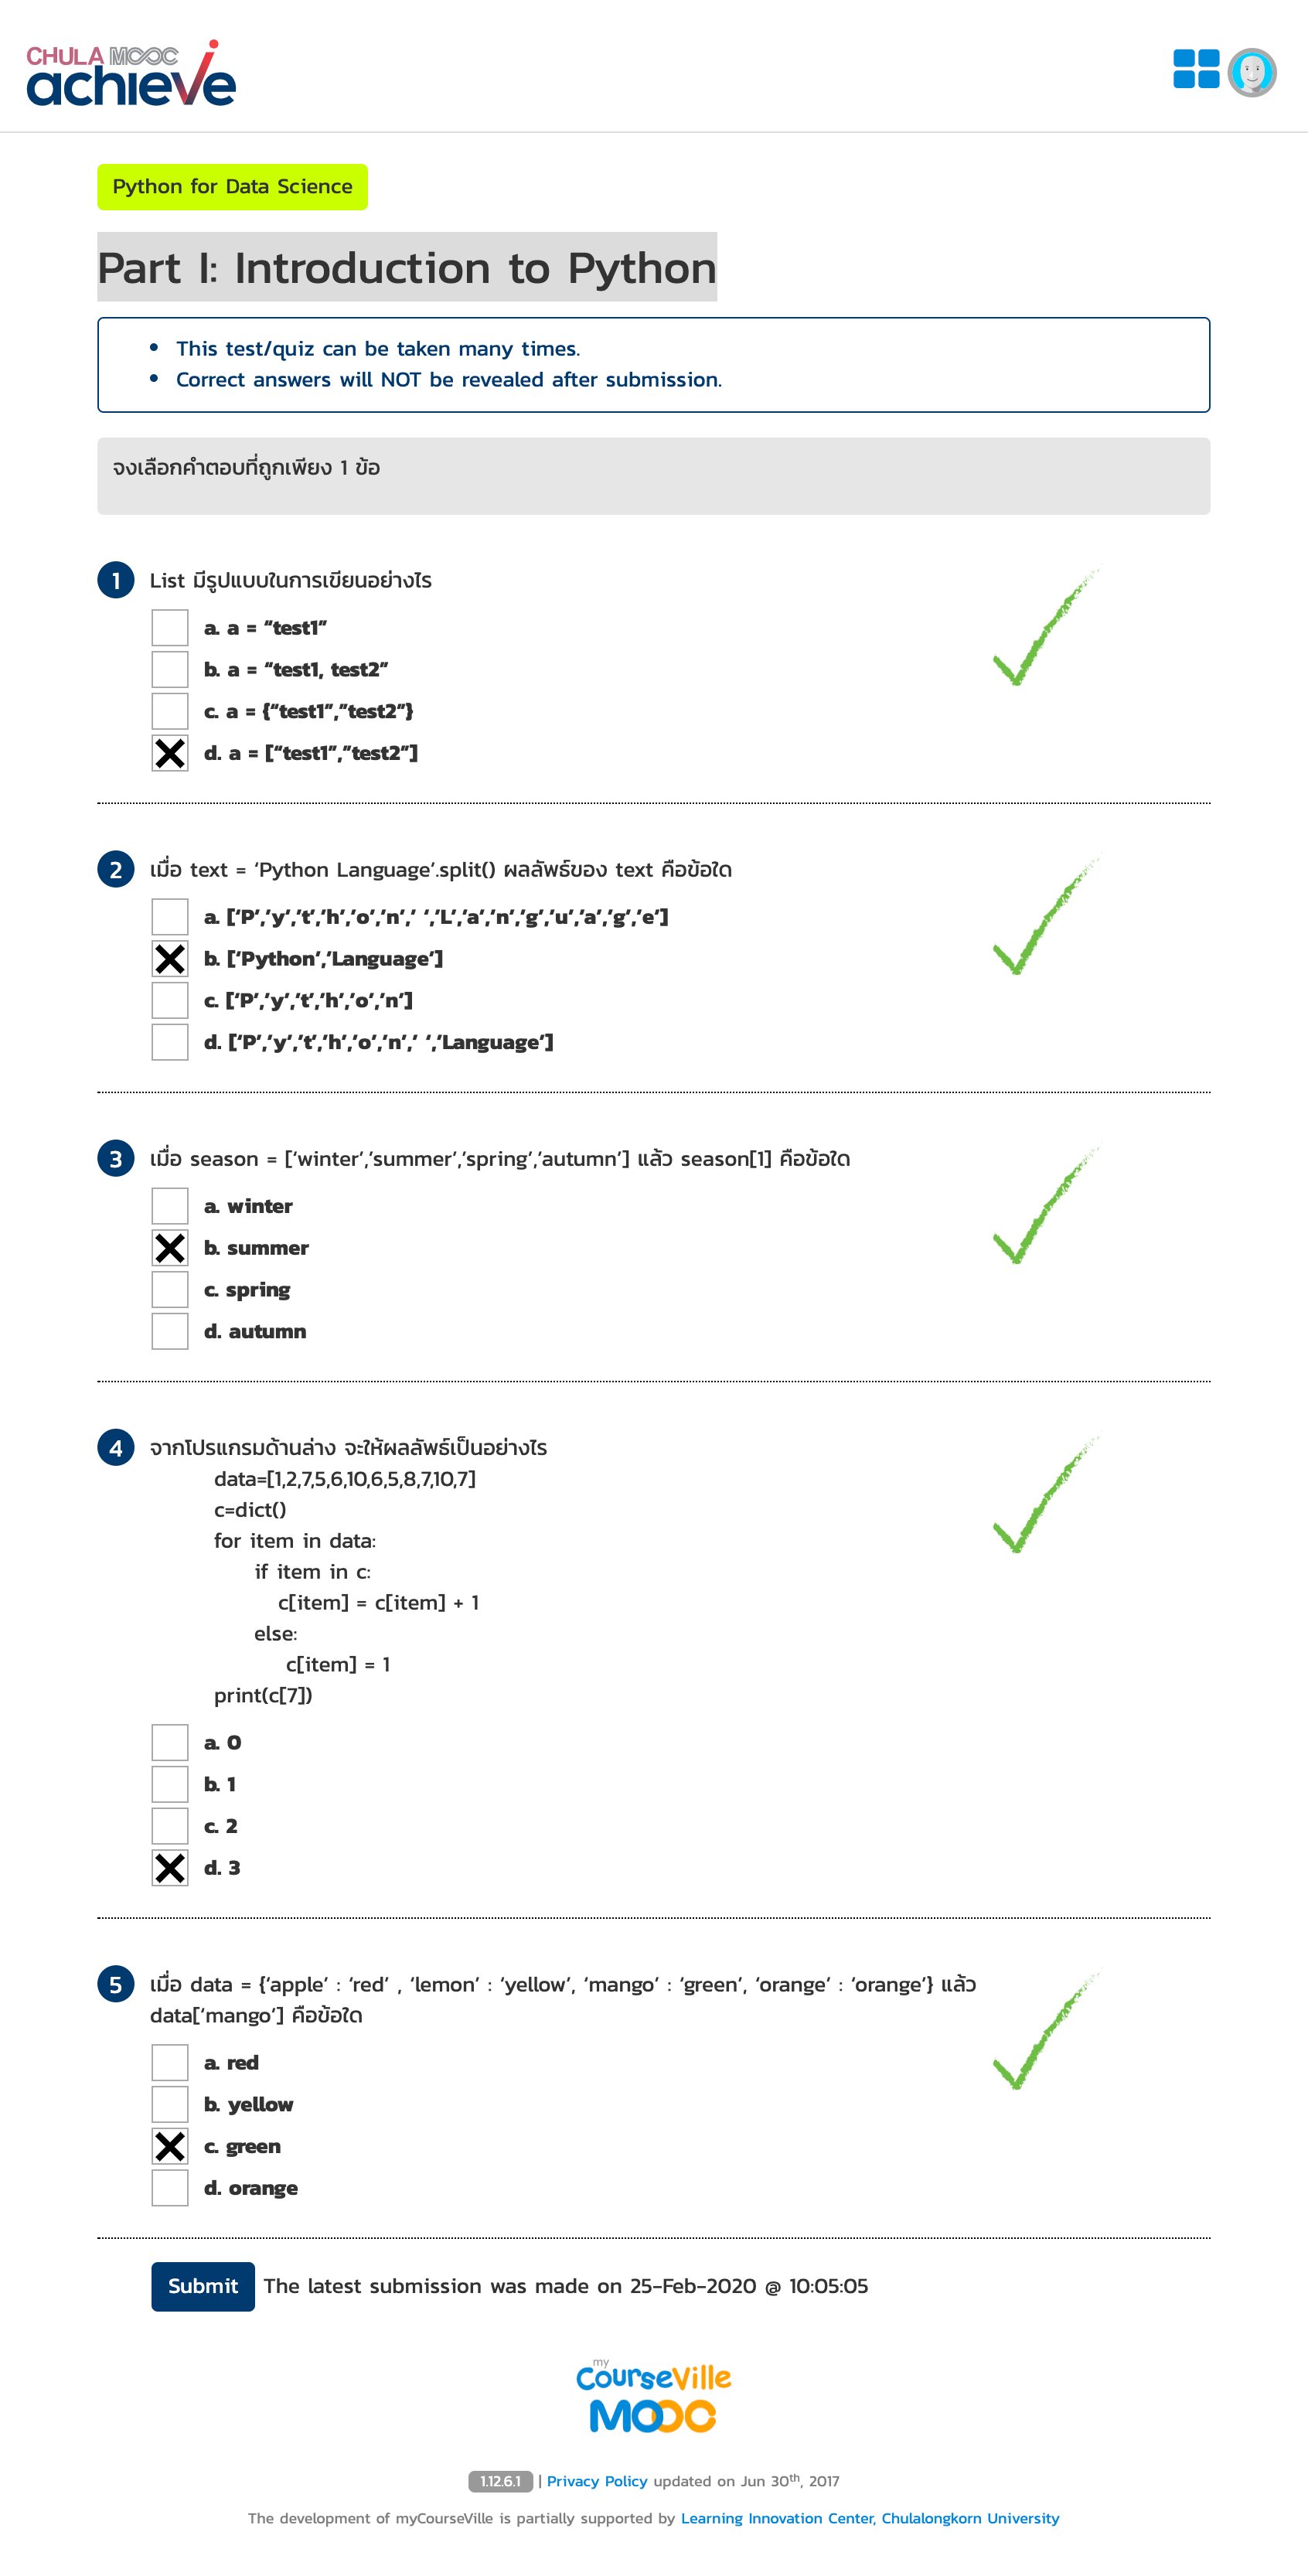 CHULA MOOC
achieve
Python for Data Science
Part I: Introduction to Python
• This test/quiz can be taken many times.
• Correct answers will NOT be revealed after submission.
จงเลือกคำตอบที่ถูกเพียง 1 ข้อ
1 List มีรูปแบบในการเขียนอย่างไร
a. a = “test1”
b. a = “test1, test2”
c. a = {“test1”,”test2”}
d. a = [“test1”,”test2”]
2 เมื่อ text = ‘Python Language’.split() ผลลัพธ์ของ text คือข้อใด
a. [‘P’,’y’,’t’,’h’,’o’,’n’,’ ‘,’L’,’a’,’n’,’g’,’u’,’a’,’g’,’e’]
b. [‘Python’,’Language’]
c. [‘P’,’y’,’t’,’h’,’o’,’n’]
d. [‘P’,’y’,’t’,’h’,’o’,’n’,’ ‘,’Language’]
3 เมื่อ season = [‘winter’,’summer’,’spring’,’autumn’] แล้ว season[1] คือข้อใด
a. winter
b. summer
c. spring
d. autumn
4 จากโปรแกรมด้านล่าง จะให้ผลลัพธ์เป็นอย่างไร
data=[1,2,7,5,6,10,6,5,8,7,10,7]
c=dict()
for item in data:
if item in c:
c[item] = c[item] + 1
else:
c[item] = 1
print(c[7])
a. 0
b. 1
c. 2
d. 3
5 เมื่อ data = {‘apple’ : ‘red’ , ‘lemon’ : ‘yellow’, ‘mango’ : ‘green’, ‘orange’ : ‘orange’} แล้ว
data[‘mango’] คือข้อใด
a. red
b. yellow
c. green
d. orange
Submit The latest submission was made on 25-Feb-2020 @ 10:05:05
my
CourseVille
MOOC
1.12.6.1 | Privacy Policy updated on Jun 30th, 2017
The development of myCourseVille is partially supported by Learning Innovation Center, Chulalongkorn University